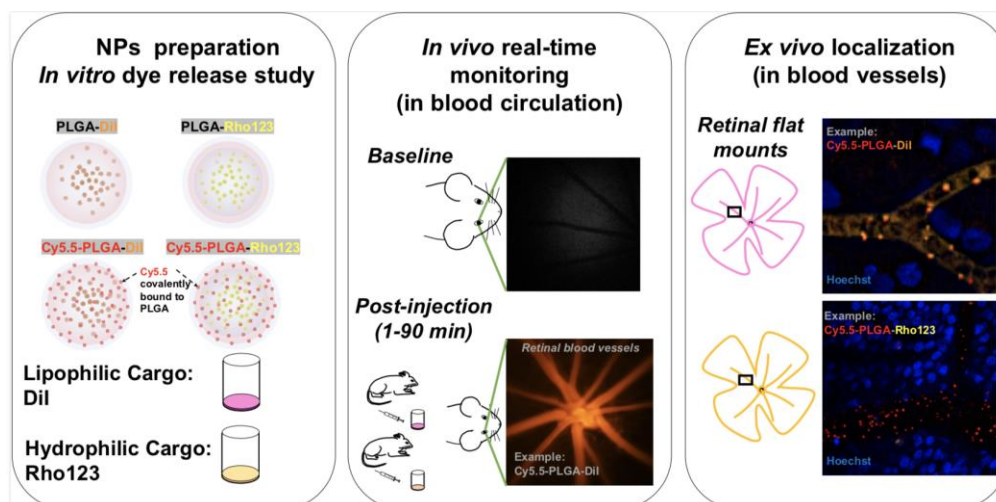 NPs preparation
In vitro dye release study
PLGA-DiI
PLGA-Rho123
Cy5.5-PLGA-DiI
Cy5.5-PLGA-Rho123
Cy5.5
covalently
bound to
PLGA
Lipophilic Cargo:
DiI
Hydrophilic Cargo:
Rho123
In vivo real-time
monitoring
(in blood circulation)
Baseline
Post-injection
(1-90 min)
Retinal blood vessels
Example:
Cy5.5-PLGA-DiI
Ex vivo localization
(in blood vessels)
Retinal flat
mounts
Example:
Cy5.5-PLGA-DiI
Hoechst
Example:
Cy5.5-PLGA-Rho123
Hoechst